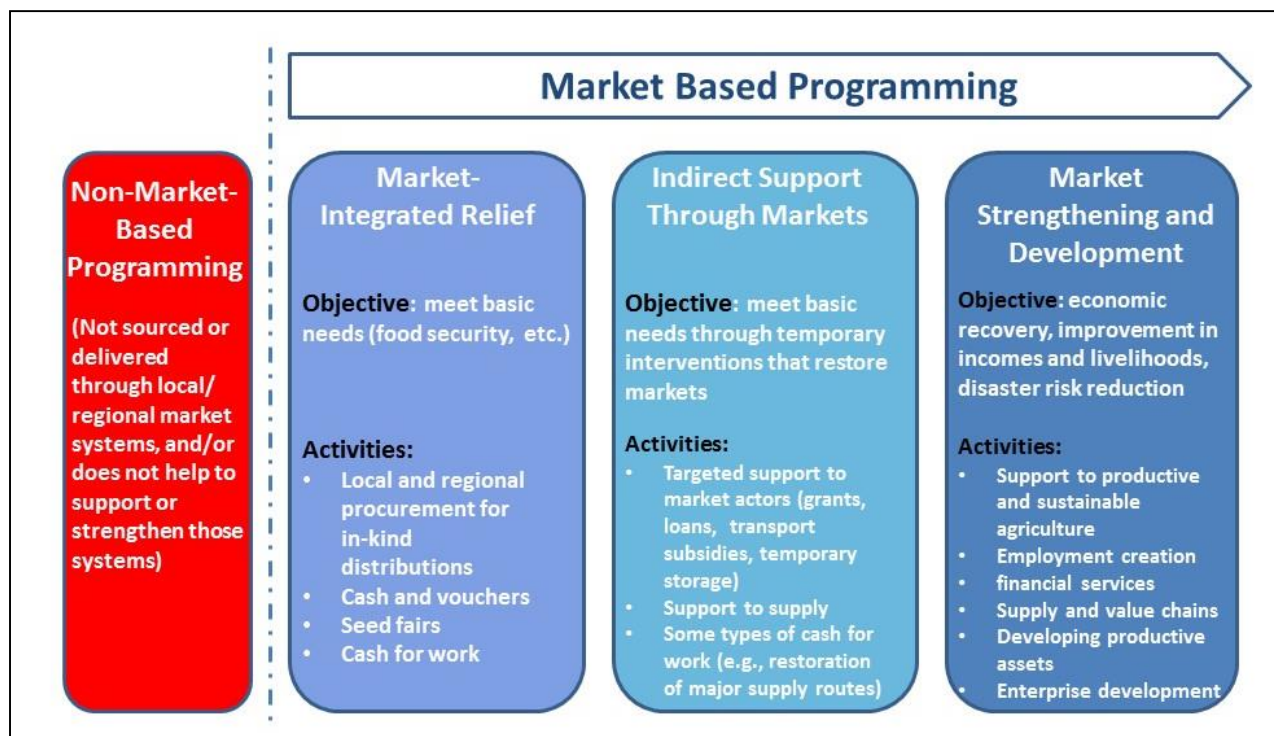 Market Based Programming
Non-Market-
Based
Programming
(Not sourced or
delivered
through local/
regional market
systems, and/or
does not help to
support or
strengthen those
systems)
Market-
Integrated Relief
Objective: meet basic
needs (food security, etc.)
Activities:
• Local and regional
procurement for
in-kind
distributions
• Cash and vouchers
• Seed fairs
• Cash for work
Indirect Support
Through Markets
Objective: meet basic
needs through temporary
interventions that restore
markets
Activities:
• Targeted support to
market actors (grants,
loans, transport
subsidies, temporary
storage)
• Support to supply
• Some types of cash for
work (e.g., restoration
of major supply routes)
Market
Strengthening and
Development
Objective: economic
recovery, improvement in
incomes and livelihoods,
disaster risk reduction
Activities:
• Support to productive
and sustainable
agriculture
• Employment creation
• financial services
• Supply and value chains
• Developing productive
assets
• Enterprise development